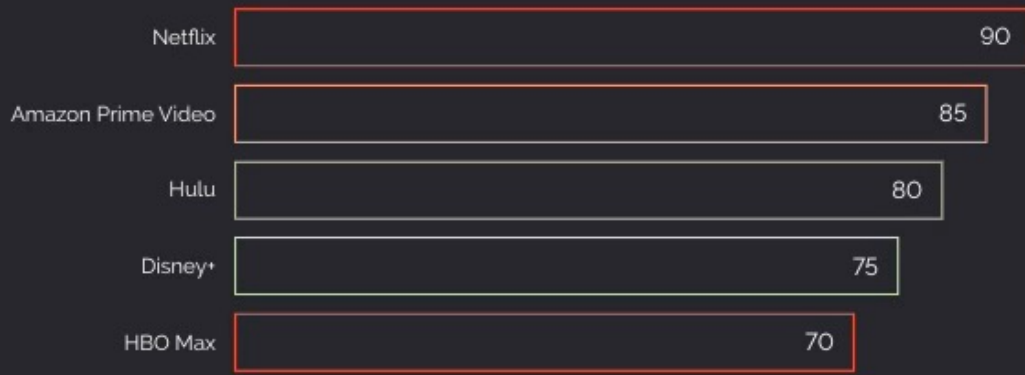 Netflix 90
Amazon Prime Video 85
Hulu 80
Disney+ 75
HBO Max 70